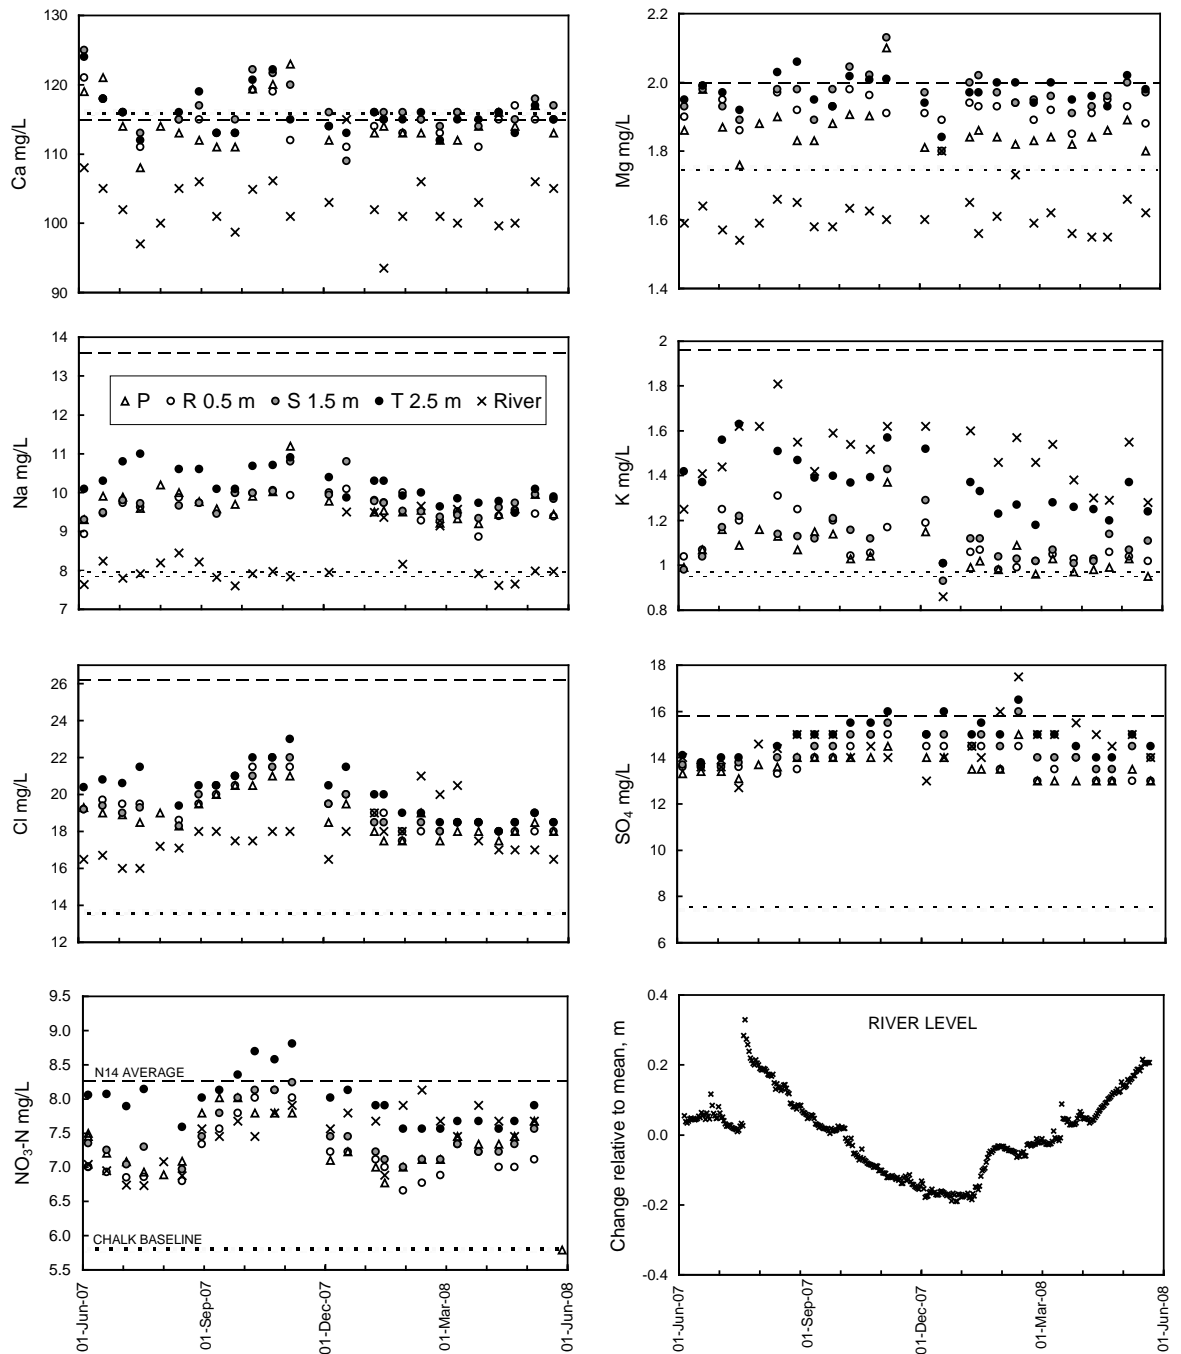 130
120
110
100
90
Ca mg/L
2.2
2.0
1.8
1.6
1.4
Mg mg/L
14
13
12
11
10
9
8
7
Na mg/L
P R 0.5 m S 1.5 m T 2.5 m River
2
1.8
1.6
1.4
1.2
1
0.8
K mg/L
26
24
22
20
18
16
14
12
Cl mg/L
18
16
14
12
10
8
6
SO4 mg/L
9.5
9.0
8.5
8.0
7.5
7.0
6.5
6.0
5.5
NO3-N mg/L
N14 AVERAGE
CHALK BASELINE
01-Jun-07
01-Sep-07
01-Dec-07
01-Mar-08
01-Jun-08
0.4
0.2
0.0
-0.2
-0.4
Change relative to mean, m
RIVER LEVEL
01-Jun-07
01-Sep-07
01-Dec-07
01-Mar-08
01-Jun-08